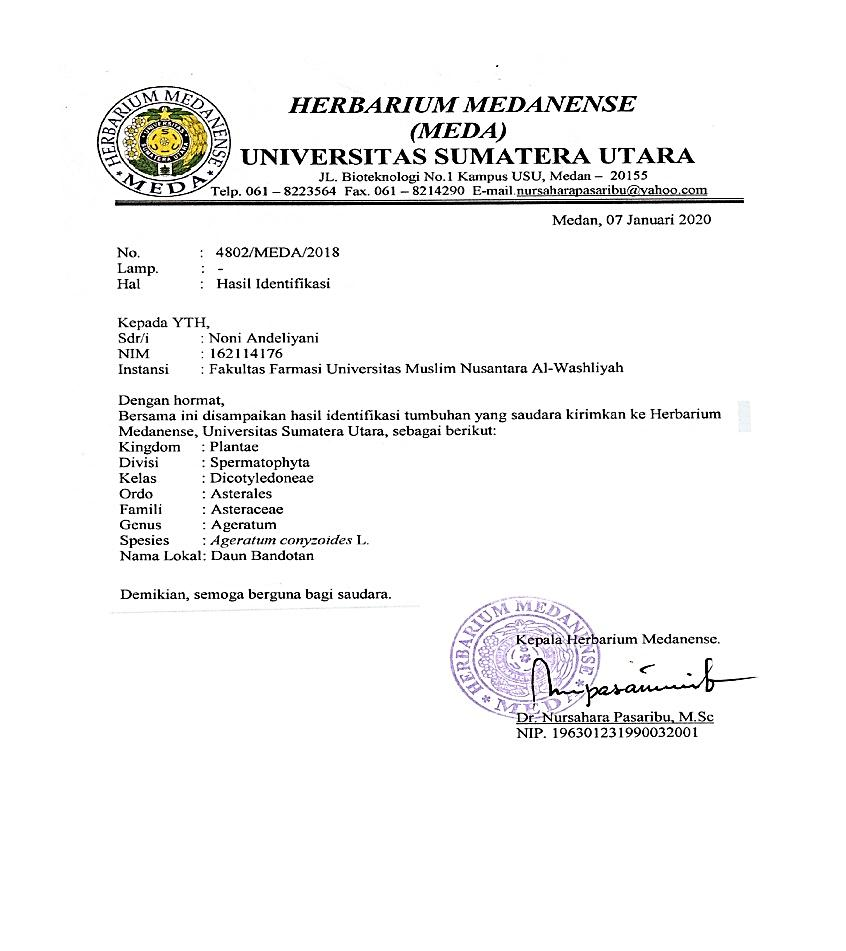 HERBARIUM MEDANENSE
(MEDA)
UNIVERSITAS SUMATERA UTARA
JL. Bioteknologi No.1 Kampus USU, Medan – 20155
Telp. 061 – 8223564 Fax. 061 – 8214290 E-mail.nursaharapasaribu@yahoo.com
HERBARIUM MEDANENSE
* MEDA *
UNIVERSITAS
SUMATERA UTARA
Medan, 07 Januari 2020
No. : 4802/MEDA/2018
Lamp. : -
Hal : Hasil Identifikasi
Kepada YTH,
Sdr/i : Noni Andeliyani
NIM : 162114176
Instansi : Fakultas Farmasi Universitas Muslim Nusantara Al-Washliyah
Dengan hormat,
Bersama ini disampaikan hasil identifikasi tumbuhan yang saudara kirimkan ke Herbarium
Medanense, Universitas Sumatera Utara, sebagai berikut:
Kingdom : Plantae
Divisi : Spermatophyta
Kelas : Dicotyledoneae
Ordo : Asterales
Famili : Asteraceae
Genus : Ageratum
Spesies : Ageratum conyzoides L.
Nama Lokal: Daun Bandotan
Demikian, semoga berguna bagi saudara.
HERBARIUM MEDANENSE
* MEDA *
Kepala Herbarium Medanense.
Dr. Nursahara Pasaribu, M.Sc
NIP. 196301231990032001